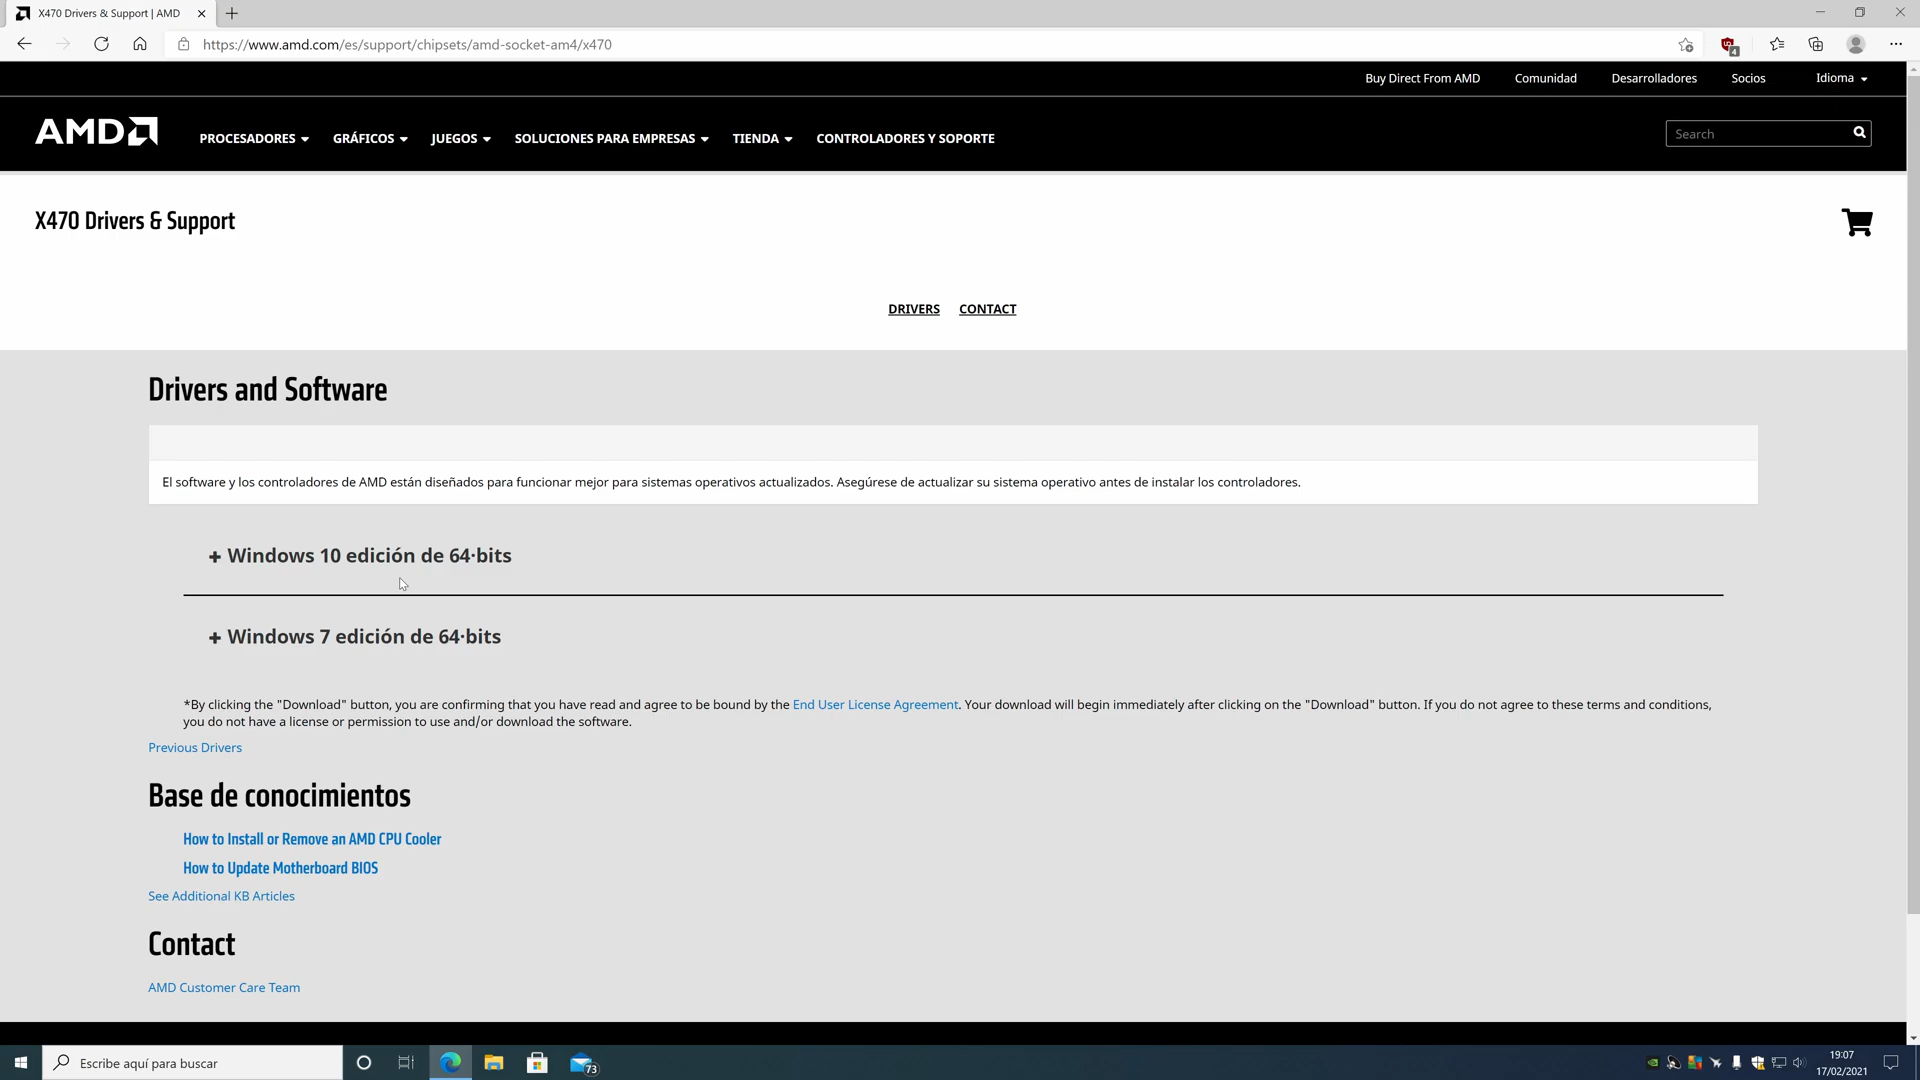 X470 Drivers & Support | AMD
https://www.amd.com/es/support/chipsets/amd-socket-am4/x470
4
Buy Direct From AMD Comunidad Desarrolladores Socios Idioma
AMD PROCESADORES GRÁFICOS JUEGOS SOLUCIONES PARA EMPRESAS TIENDA CONTROLADORES Y SOPORTE Search
X470 Drivers & Support
DRIVERS CONTACT
Drivers and Software
El software y los controladores de AMD están diseñados para funcionar mejor para sistemas operativos actualizados. Asegúrese de actualizar su sistema operativo antes de instalar los controladores.
+ Windows 10 edición de 64-bits
+ Windows 7 edición de 64-bits
*By clicking the "Download" button, you are confirming that you have read and agree to be bound by the End User License Agreement. Your download will begin immediately after clicking on the "Download" button. If you do not agree to these terms and conditions,
you do not have a license or permission to use and/or download the software.
Previous Drivers
Base de conocimientos
How to Install or Remove an AMD CPU Cooler
How to Update Motherboard BIOS
See Additional KB Articles
Contact
AMD Customer Care Team
Escribe aquí para buscar
73
19:07
17/02/2021